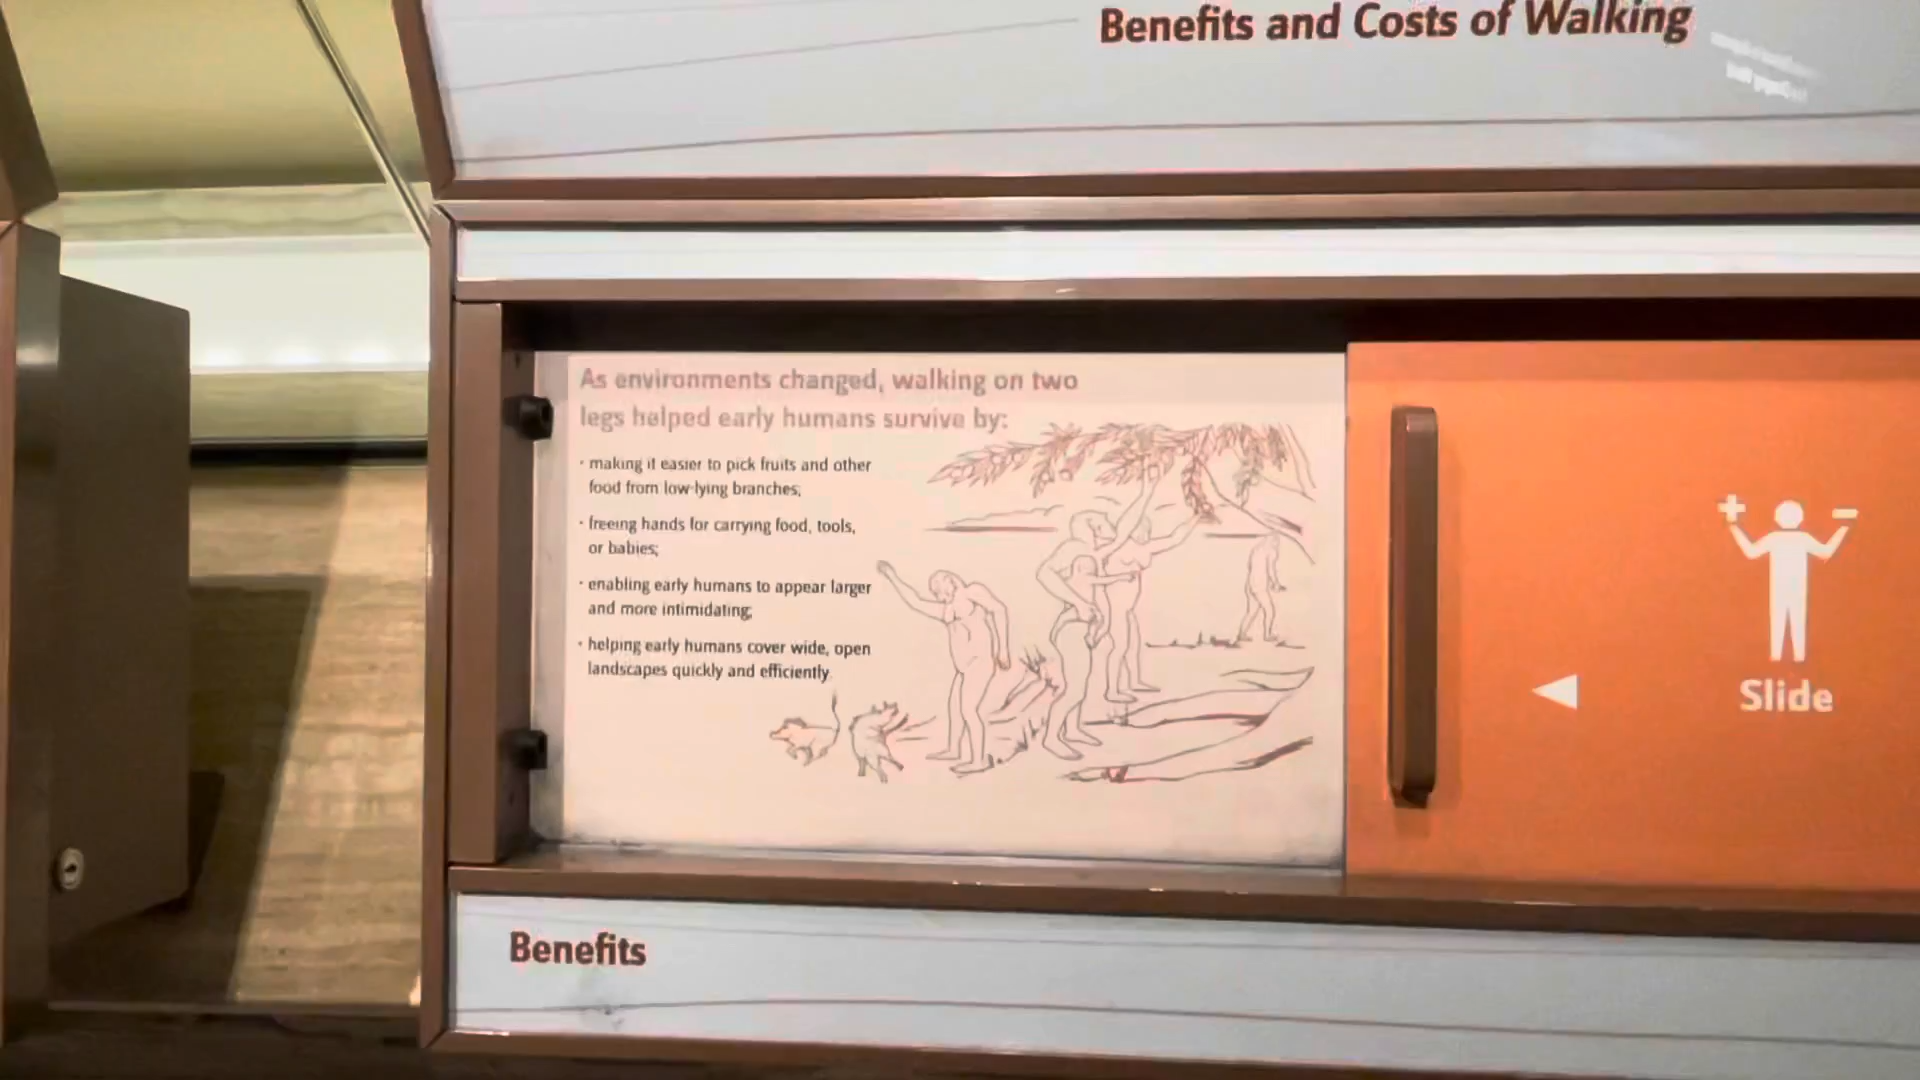 Benefits and Costs of Walking
As environments changed, walking on two
legs helped early humans survive by:
· making it easier to pick fruits and other
food from low-lying branches;
· freeing hands for carrying food, tools,
or babies;
· enabling early humans to appear larger
and more intimidating;
· helping early humans cover wide, open
landscapes quickly and efficiently.
Slide
Benefits